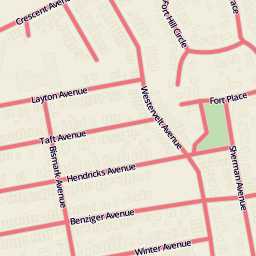 Crescent Avenue
Fort Hill Circle
Layton Avenue
Fort Place
Westervelt Avenue
Taft Avenue
Bismark Avenue
Hendricks Avenue
Sherman Avenue
Benziger Avenue
Winter Avenue